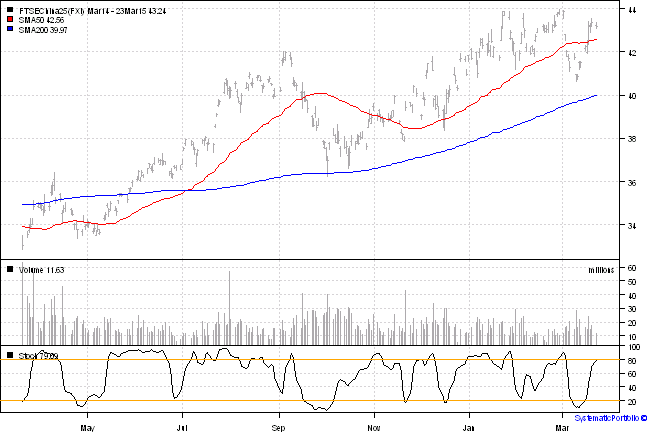 FTSEChina25(FXI) Mar14 - 23Mar15 43.24
SMA50 42.56
SMA200 39.97
44
42
40
38
36
34
Volume 11.63
millions
60
50
40
30
20
10
Stock 79.09
100
80
60
40
20
May Jul Sep Nov Jan Mar
SystematicPortfolio ©